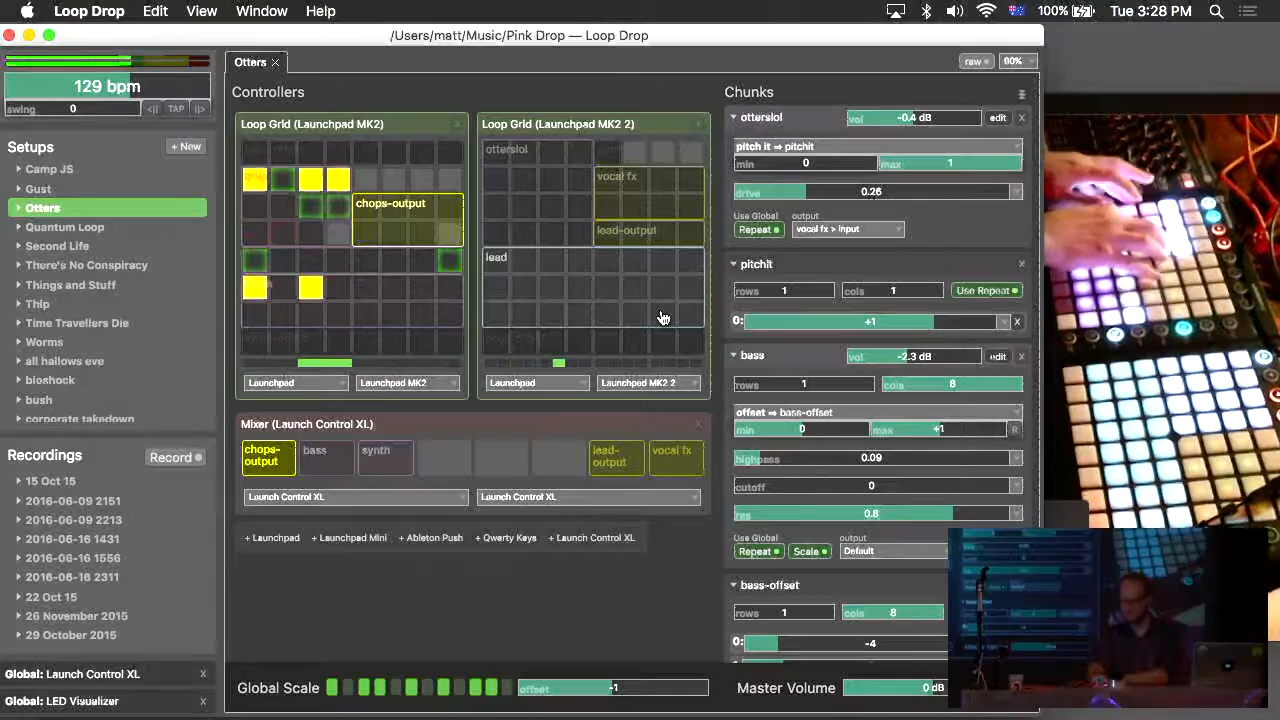 Loop Drop Edit View Window Help 100% Tue 3:28 PM
/Users/matt/Music/Pink Drop — Loop Drop
129 bpm
swing 0 TAP
Setups + New
Camp JS
Gust
Otters
Quantum Loop
Second Life
There's No Conspiracy
Things and Stuff
Thip
Time Travellers Die
Worms
all hallows eve
bioshock
bush
corporate takedown
Recordings Record
15 Oct 15
2016-06-09 2151
2016-06-09 2213
2016-06-16 1431
2016-06-16 1556
2016-06-16 2311
22 Oct 15
26 November 2015
29 October 2015
Global: Launch Control XL x
Global: LED Visualizer x
Otters raw 90%
Controllers
Loop Grid (Launchpad MK2)
chops-output
Launchpad Launchpad MK2
Loop Grid (Launchpad MK2 2)
otterslol
vocal fx
lead-output
lead
Launchpad Launchpad MK2 2
Mixer (Launch Control XL)
chops-output bass synth lead-output vocal fx
Launch Control XL Launch Control XL
+ Launchpad + Launchpad Mini + Ableton Push + Qwerty Keys + Launch Control XL
Chunks
otterslol vol -0.4 dB edit X
pitch it ⇒ pitchit
min 0 max 1
drive 0.26
Use Global output
Repeat vocal fx > input
pitchit x
rows 1 cols 1 Use Repeat
0: +1 x
bass vol -2.3 dB edit X
rows 1 cols 8
offset ⇒ bass-offset
min 0 max +1 R
highpass 0.09
cutoff 0
res 0.8
Use Global output
Repeat Scale Default
bass-offset
rows 1 cols 8
0: -4
Global Scale offset -1 Master Volume 0 dB